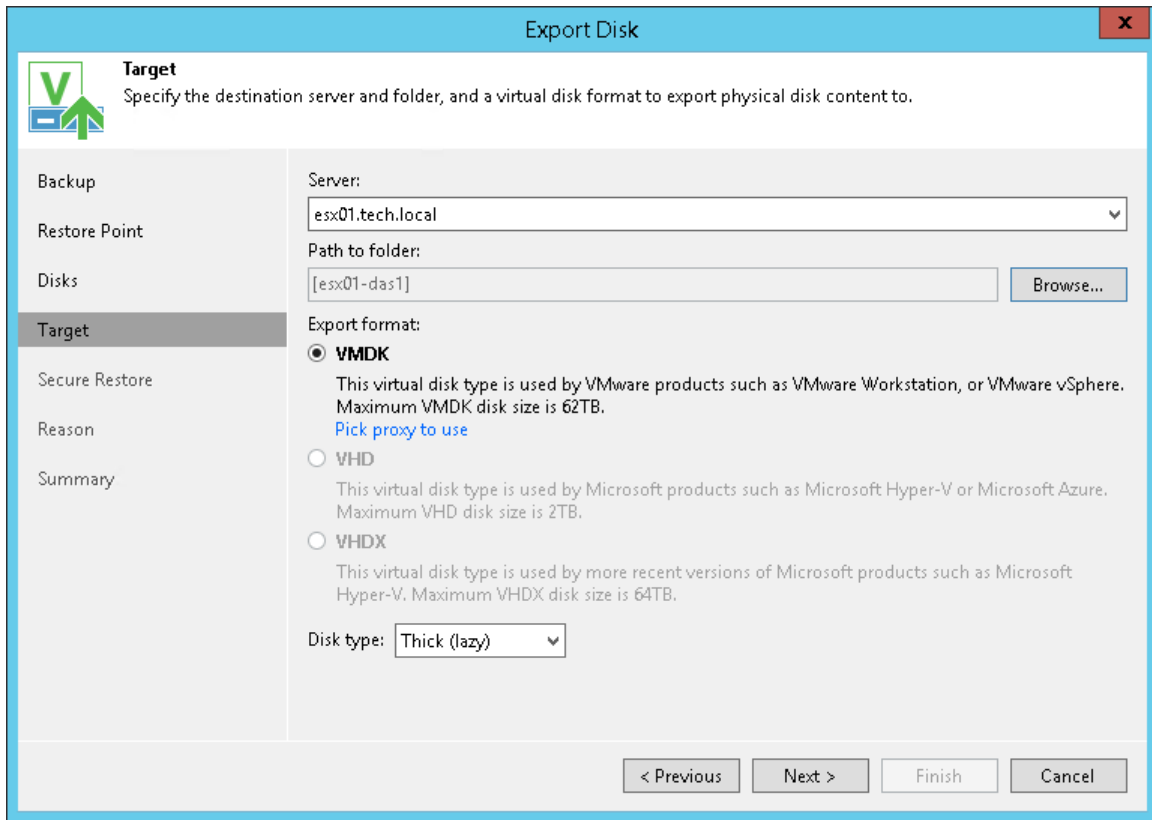 Export Disk
x
V
Target
Specify the destination server and folder, and a virtual disk format to export physical disk content to.
Backup
Restore Point
Disks
Target
Secure Restore
Reason
Summary
Server:
esx01.tech.local
Path to folder:
[esx01-das1]
Browse...
Export format:
VMDK
This virtual disk type is used by VMware products such as VMware Workstation, or VMware vSphere.
Maximum VMDK disk size is 62TB.
Pick proxy to use
VHD
This virtual disk type is used by Microsoft products such as Microsoft Hyper-V or Microsoft Azure.
Maximum VHD disk size is 2TB.
VHDX
This virtual disk type is used by more recent versions of Microsoft products such as Microsoft
Hyper-V. Maximum VHDX disk size is 64TB.
Disk type: Thick (lazy)
< Previous
Next >
Finish
Cancel